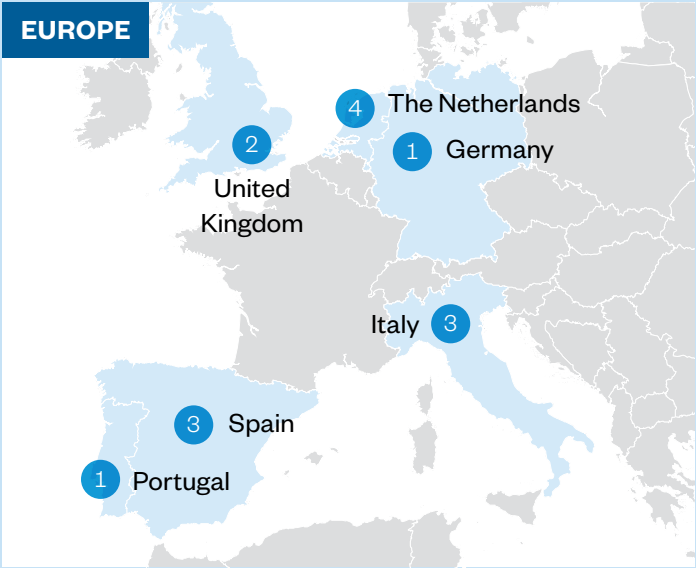 EUROPE
4 The Netherlands
2
1 Germany
United
Kingdom
Italy 3
3 Spain
1 Portugal